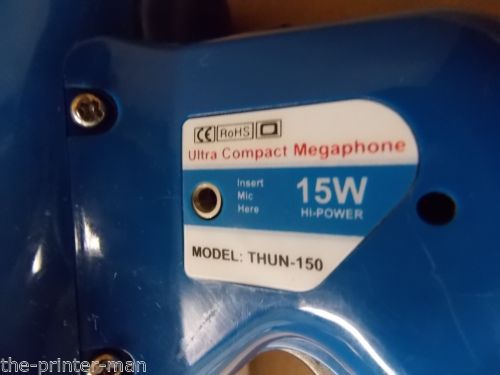 CE RoHS
Ultra Compact Megaphone
Insert
Mic
Here
15W
HI-POWER
MODEL: THUN-150
the-printer-man